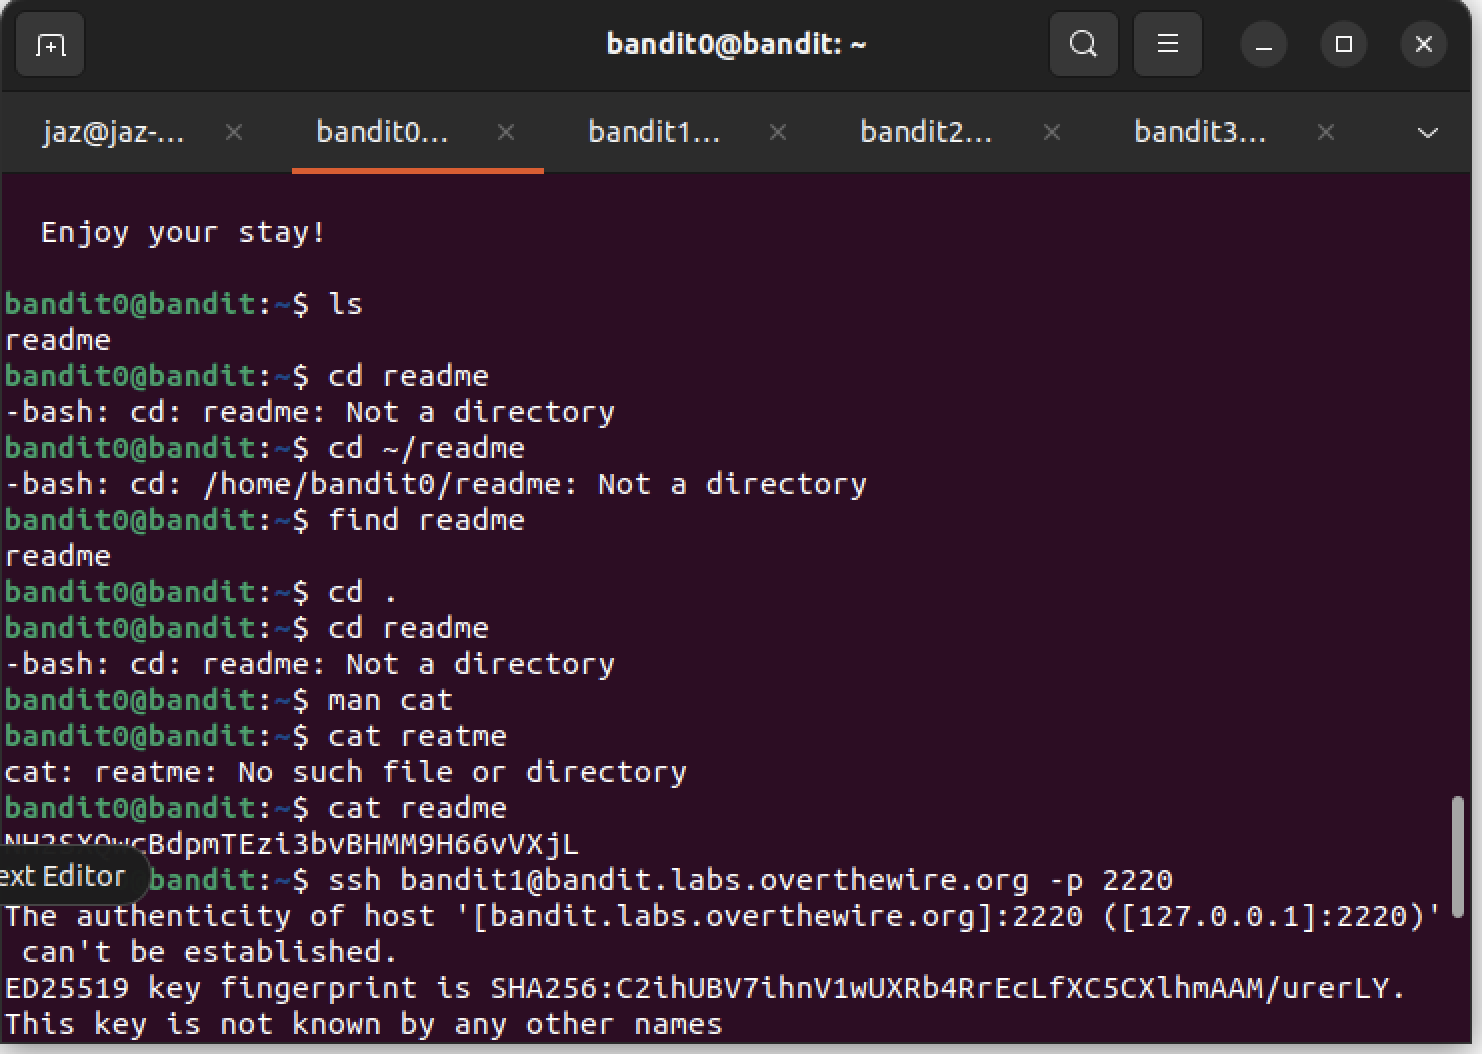 bandit0@bandit: ~
jaz@jaz-...
bandit0...
bandit1...
bandit2...
bandit3...
Enjoy your stay!
bandit0@bandit:~$ ls
readme
bandit0@bandit:~$ cd readme
-bash: cd: readme: Not a directory
bandit0@bandit:~$ cd ~/readme
-bash: cd: /home/bandit0/readme: Not a directory
bandit0@bandit:~$ find readme
readme
bandit0@bandit:~$ cd .
bandit0@bandit:~$ cd readme
-bash: cd: readme: Not a directory
bandit0@bandit:~$ man cat
bandit0@bandit:~$ cat reatme
cat: reatme: No such file or directory
bandit0@bandit:~$ cat readme
NH2SXQwcBdpmTEzi3bvBHMM9H66vVXjL
ext Editor
bandit:~$ ssh bandit1@bandit.labs.overthewire.org -p 2220
The authenticity of host '[bandit.labs.overthewire.org]:2220 ([127.0.0.1]:2220)'
can't be established.
ED25519 key fingerprint is SHA256:C2ihUBV7ihnV1wUXRb4RrEcLfXC5CXlhmAAM/urerLY.
This key is not known by any other names